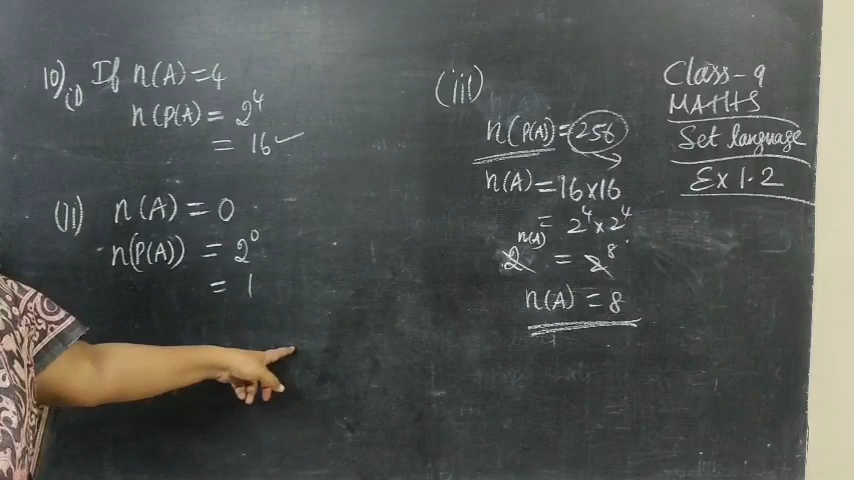 10) (i) If n(A) = 4
n(P(A) = 2⁴
= 16 ✓
(ii) n(A) = 0
n(P(A)) = 2⁰
= 1
(iii)
n(P(A) = 256
n(A) = 16×16
= 2⁴ × 2⁴
2ⁿ⁽ᴬ⁾ = 2⁸
n(A) = 8
Class - 9
MATHS
Set language
Ex 1.2